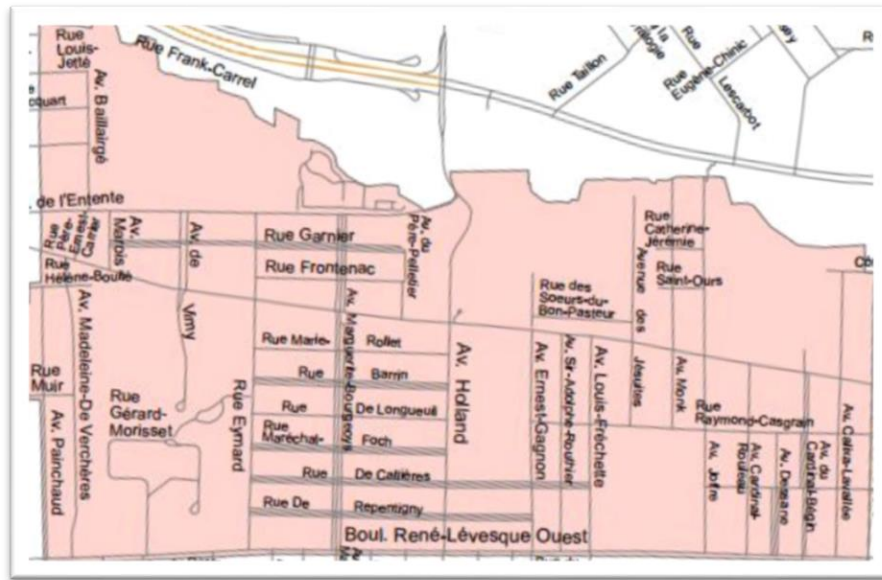 Rue
Louis-
Jetté
Rue Frank-Carrel
Av. Baillairgé
Rue Taillon
Rue
Rue
Eugène-Chinic
Lescarbot
de l'Entente
Av.
Marois
Av. de
Vimy
Rue Garnier
Av. du
Père-Pelletier
Rue Frontenac
Rue
Hélène-Boullé
Rue
Catherine-
Jérémie
Rue
Saint-Ours
Avenue des
Jésuites
Rue des
Soeurs-du-
Bon-Pasteur
Av. Madeleine-De Verchères
Av. Marguerite-Bourgeoys
Rue Marie-
Rollet
Rue
Barrin
Rue
De Longueuil
Rue
Maréchal-
Foch
Rue
De Callières
Rue De
Repentigny
Rue
Muir
Av. Painchaud
Rue
Gérard-
Morisset
Rue Eymard
Av. Holland
Av. Ernest-Gagnon
Av. Sir-Adolphe-Routhier
Av. Louis-Fréchette
Av. Monk
Rue
Raymond-Casgrain
Av. Joffre
Av. Cardinal-
Rouleau
Av. Dessane
Av. du
Cardinal-Bégin
Av. Calixa-Lavallée
Boul. René-Lévesque Ouest